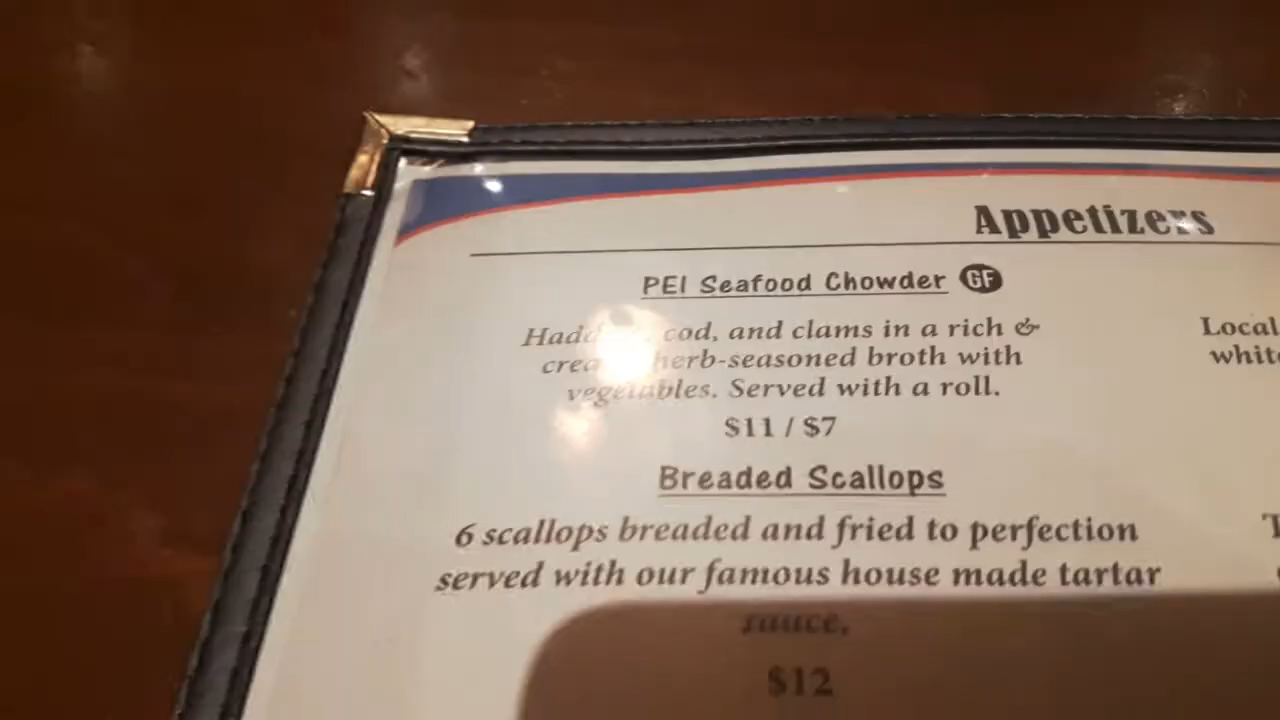 Appetizers
PEI Seafood Chowder GF
cod, and clams in a rich &
herb-seasoned broth with
vegetables. Served with a roll.
$11 / $7
Breaded Scallops
6 scallops breaded and fried to perfection
served with our famous house made tartar
sauce.
$12
Local